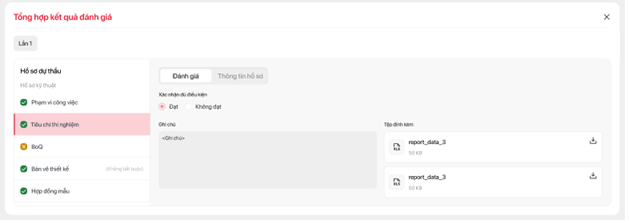 Tổng hợp kết quả đánh giá
Lần 1
Hồ sơ dự thầu
Hồ sơ kỹ thuật
Phạm vi công việc
Tiêu chí thí nghiệm
BoQ
Bản vẽ thiết kế (Không bắt buộc)
Hợp đồng mẫu
Đánh giá
Thông tin hồ sơ
Xác nhận đủ điều kiện
Đạt
Không đạt
Ghi chú
<Ghi chú>
Tệp đính kèm
XLS
report_data_3
50 KB
XLS
report_data_3
50 KB